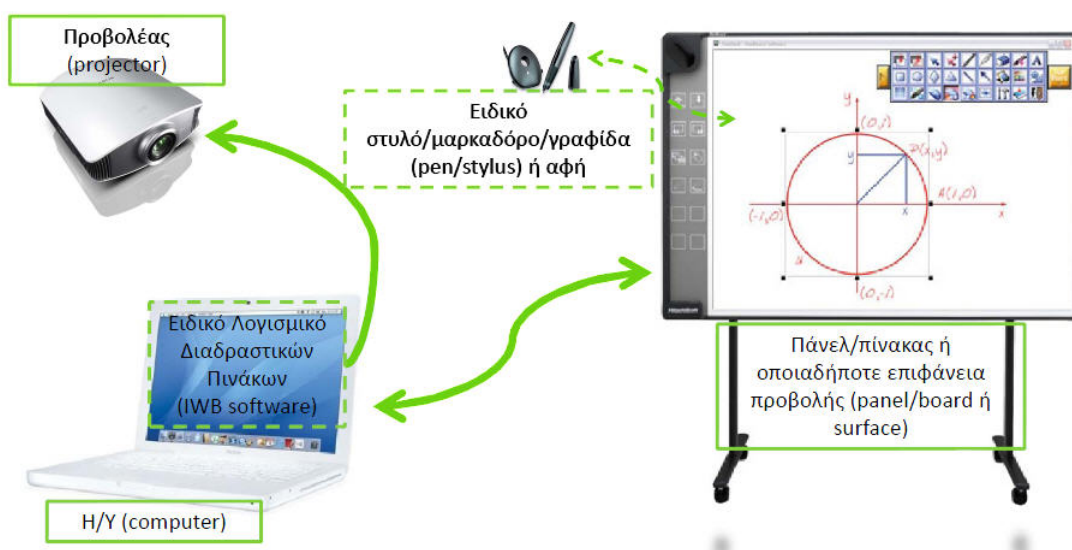 Προβολέας
(projector)
Ειδικό
στυλό/μαρκαδόρο/γραφίδα
(pen/stylus) ή αφή
Ειδικό Λογισμικό
Διαδραστικών
Πινάκων
(IWB software)
Η/Υ (computer)
y
(0,1)
P(x,y)
y
A(1,0)
(-1,0)
x
x
(0,-1)
Πάνελ/πίνακας ή
οποιαδήποτε επιφάνεια
προβολής (panel/board ή
surface)